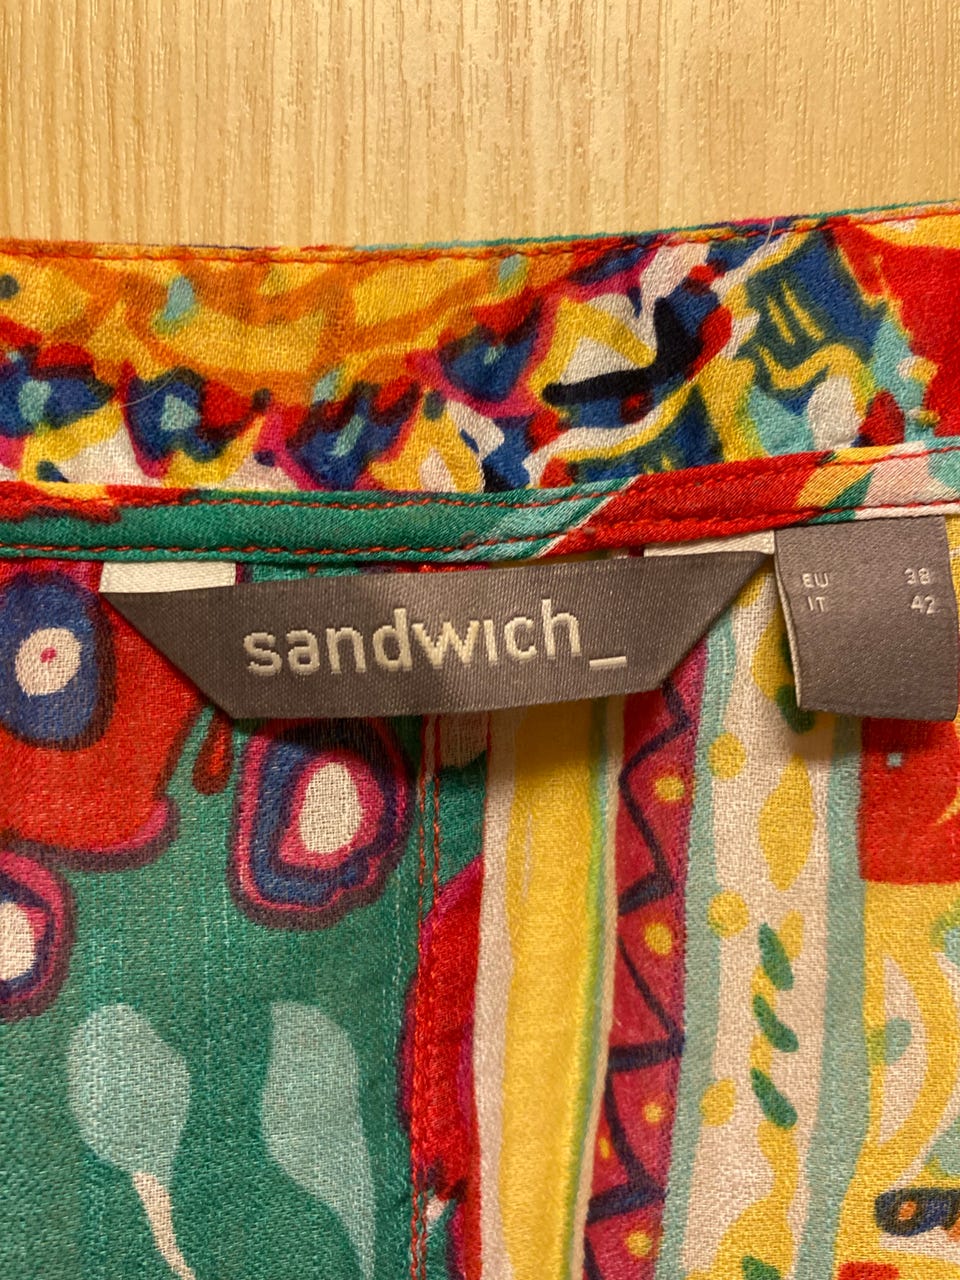 sandwich_
EU 38
IT 42